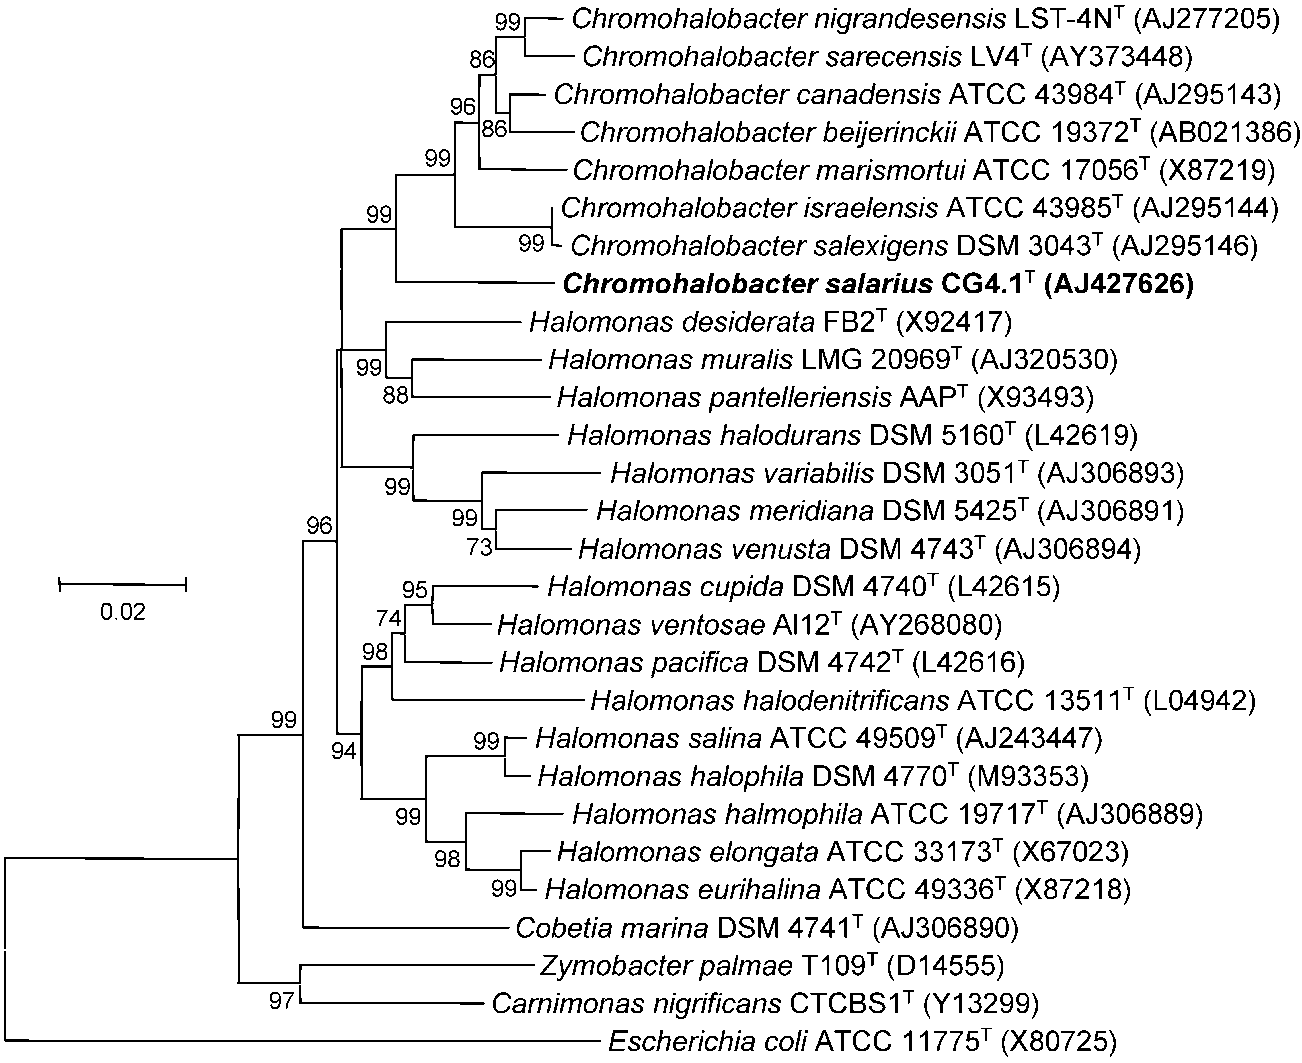 99 Chromohalobacter nigrandesensis LST-4Nᵀ (AJ277205)
Chromohalobacter sarecensis LV4ᵀ (AY373448)
86
Chromohalobacter canadensis ATCC 43984ᵀ (AJ295143)
96
86 Chromohalobacter beijerinckii ATCC 19372ᵀ (AB021386)
99
Chromohalobacter marismortui ATCC 17056ᵀ (X87219)
99
Chromohalobacter israelensis ATCC 43985ᵀ (AJ295144)
99 Chromohalobacter salexigens DSM 3043ᵀ (AJ295146)
Chromohalobacter salarius CG4.1ᵀ (AJ427626)
Halomonas desiderata FB2ᵀ (X92417)
99
Halomonas muralis LMG 20969ᵀ (AJ320530)
88 Halomonas pantelleriensis AAPᵀ (X93493)
Halomonas halodurans DSM 5160ᵀ (L42619)
Halomonas variabilis DSM 3051ᵀ (AJ306893)
99
99 Halomonas meridiana DSM 5425ᵀ (AJ306891)
96
73 Halomonas venusta DSM 4743ᵀ (AJ306894)
95 Halomonas cupida DSM 4740ᵀ (L42615)
0.02
74 Halomonas ventosae AI12ᵀ (AY268080)
98 Halomonas pacifica DSM 4742ᵀ (L42616)
Halomonas halodenitrificans ATCC 13511ᵀ (L04942)
99
99 Halomonas salina ATCC 49509ᵀ (AJ243447)
94
Halomonas halophila DSM 4770ᵀ (M93353)
99 Halomonas halmophila ATCC 19717ᵀ (AJ306889)
98 Halomonas elongata ATCC 33173ᵀ (X67023)
99 Halomonas eurihalina ATCC 49336ᵀ (X87218)
Cobetia marina DSM 4741ᵀ (AJ306890)
Zymobacter palmae T109ᵀ (D14555)
97 Carnimonas nigrificans CTCBS1ᵀ (Y13299)
Escherichia coli ATCC 11775ᵀ (X80725)